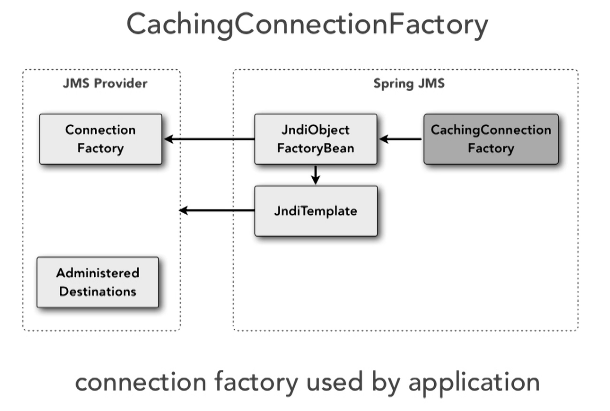 CachingConnectionFactory
JMS Provider
Spring JMS
Connection
Factory
JndiObject
FactoryBean
CachingConnection
Factory
JndiTemplate
Administered
Destinations
connection factory used by application